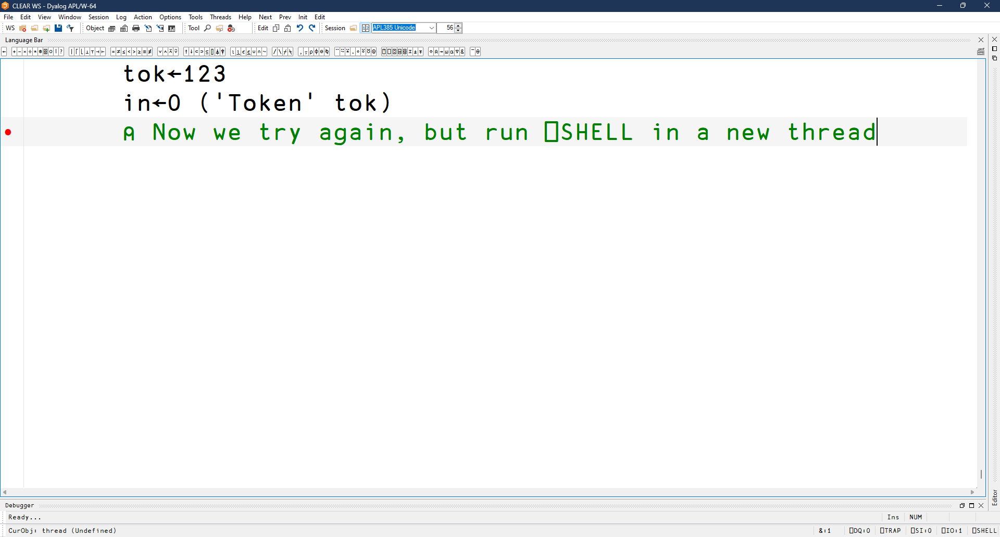 CLEAR WS - Dyalog APL/W-64
File Edit View Window Session Log Action Options Tools Threads Help Next Prev Init Edit
WS Object Tool Edit Session APL385 Unicode 56
Language Bar
tok←123
in←0 ('Token' tok)
⍝ Now we try again, but run ⎕SHELL in a new thread
Editor
Debugger
Ready...
Ins NUM
CurObj: thread (Undefined)
&:1 ⎕DQ:0 ⎕TRAP ⎕SI:0 ⎕IO:1 ⎕SHELL